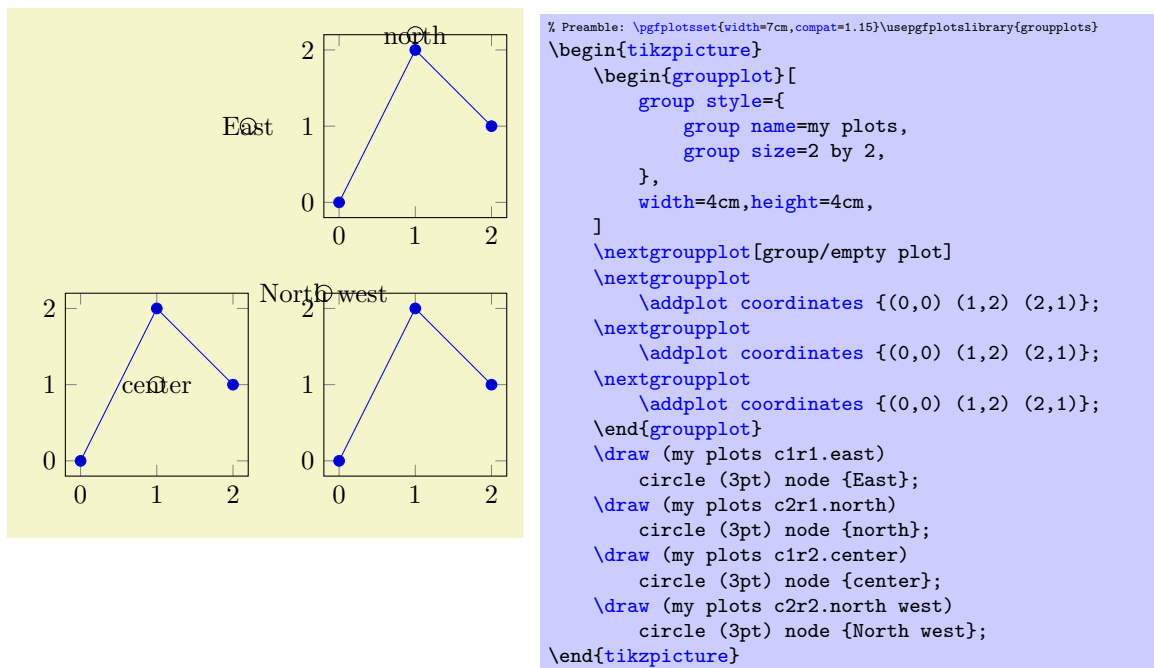 north
2
East
1
0
0 1 2
North west
2 2
center
1 1
0 0
0 1 2 0 1 2
% Preamble: \pgfplotsset{width=7cm,compat=1.15}\usepgfplotslibrary{groupplots}
\begin{tikzpicture}
    \begin{groupplot}[
        group style={
            group name=my plots,
            group size=2 by 2,
        },
        width=4cm,height=4cm,
    ]
    \nextgroupplot[group/empty plot]
    \nextgroupplot
        \addplot coordinates {(0,0) (1,2) (2,1)};
    \nextgroupplot
        \addplot coordinates {(0,0) (1,2) (2,1)};
    \nextgroupplot
        \addplot coordinates {(0,0) (1,2) (2,1)};
    \end{groupplot}
    \draw (my plots c1r1.east)
        circle (3pt) node {East};
    \draw (my plots c2r1.north)
        circle (3pt) node {north};
    \draw (my plots c1r2.center)
        circle (3pt) node {center};
    \draw (my plots c2r2.north west)
        circle (3pt) node {North west};
\end{tikzpicture}